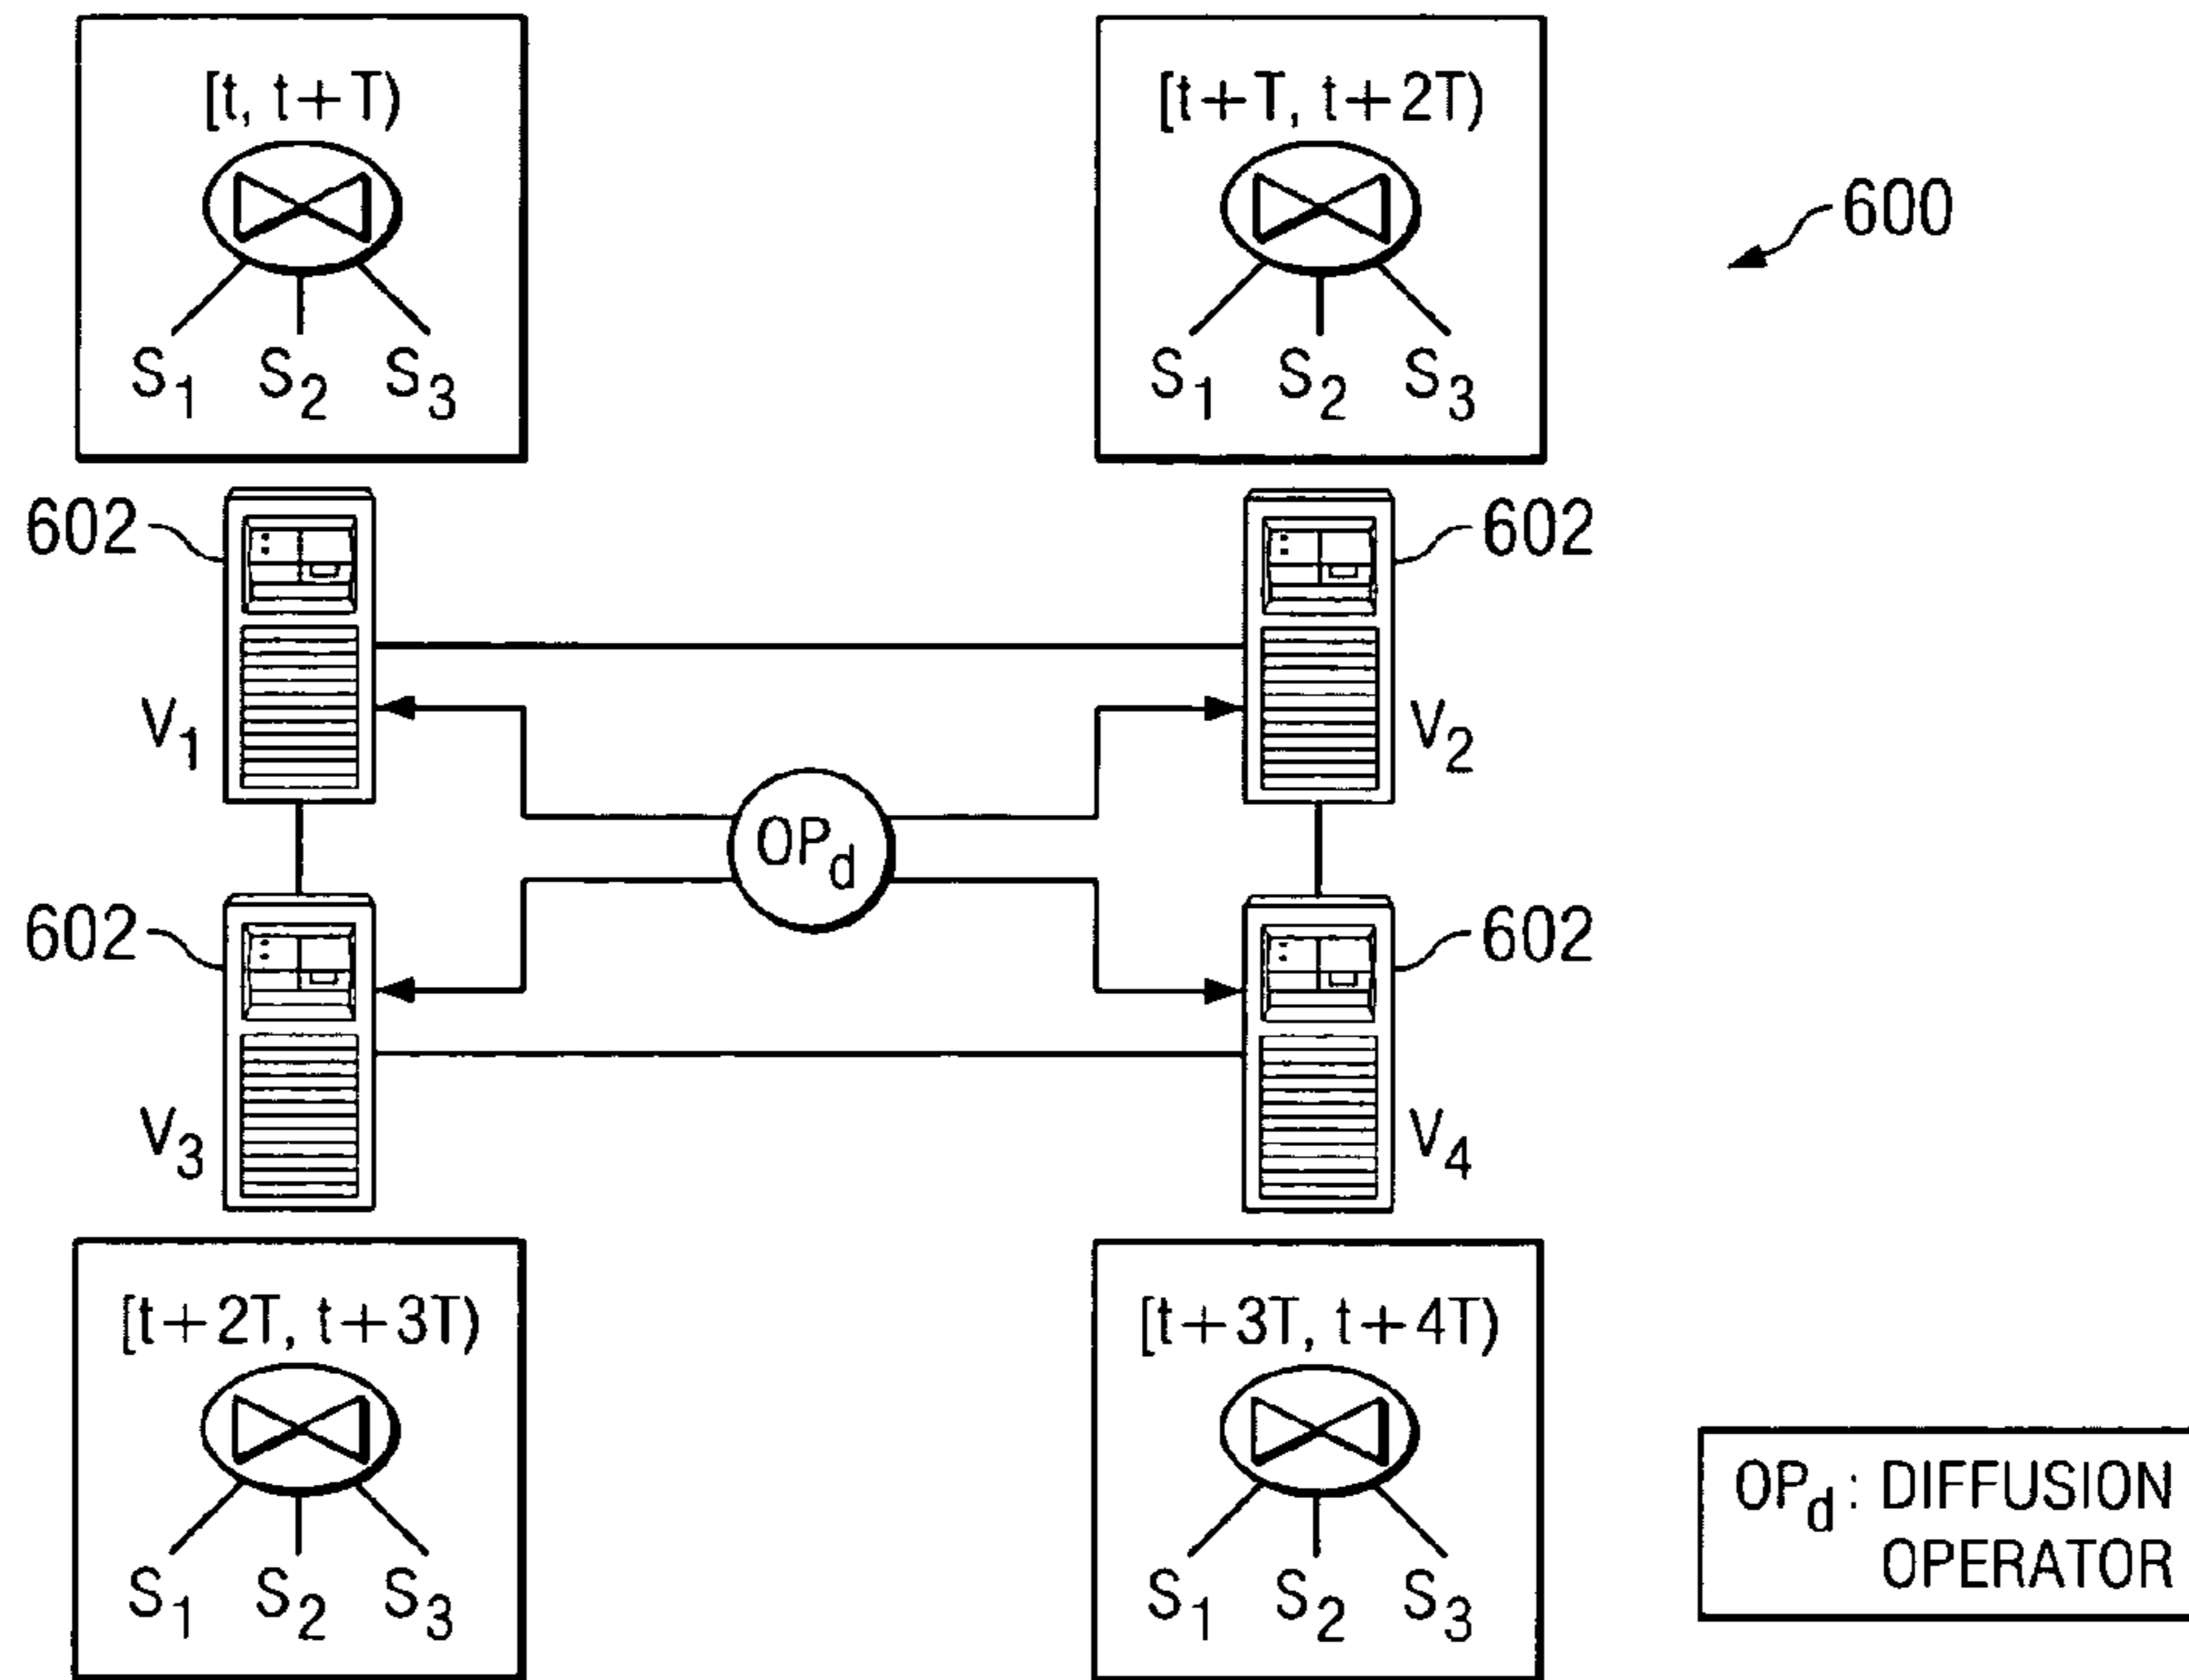 [t, t+T)
S1 S2 S3
[t+T, t+2T)
S1 S2 S3
600
602
602
V1
V2
OPd
602
602
V3
V4
[t+2T, t+3T)
S1 S2 S3
[t+3T, t+4T)
S1 S2 S3
OPd: DIFFUSION
OPERATOR